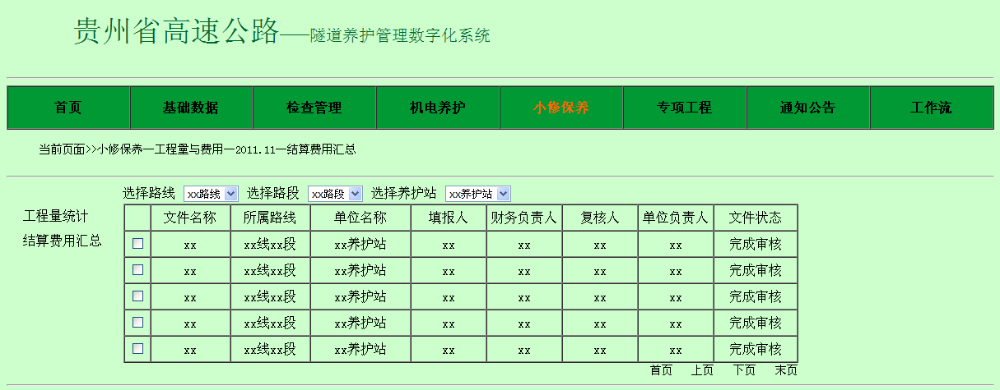 贵州省高速公路——隧道养护管理数字化系统
首页 基础数据 检查管理 机电养护 小修保养 专项工程 通知公告 工作流
当前页面>>小修保养—工程量与费用—2011.11—结算费用汇总
选择路线 xx路线 选择路段 xx路段 选择养护站 xx养护站
工程量统计
结算费用汇总
文件名称 所属路线 单位名称 填报人 财务负责人 复核人 单位负责人 文件状态
xx xx线xx段 xx养护站 xx xx xx xx 完成审核
xx xx线xx段 xx养护站 xx xx xx xx 完成审核
xx xx线xx段 xx养护站 xx xx xx xx 完成审核
xx xx线xx段 xx养护站 xx xx xx xx 完成审核
xx xx线xx段 xx养护站 xx xx xx xx 完成审核
首页 上页 下页 末页